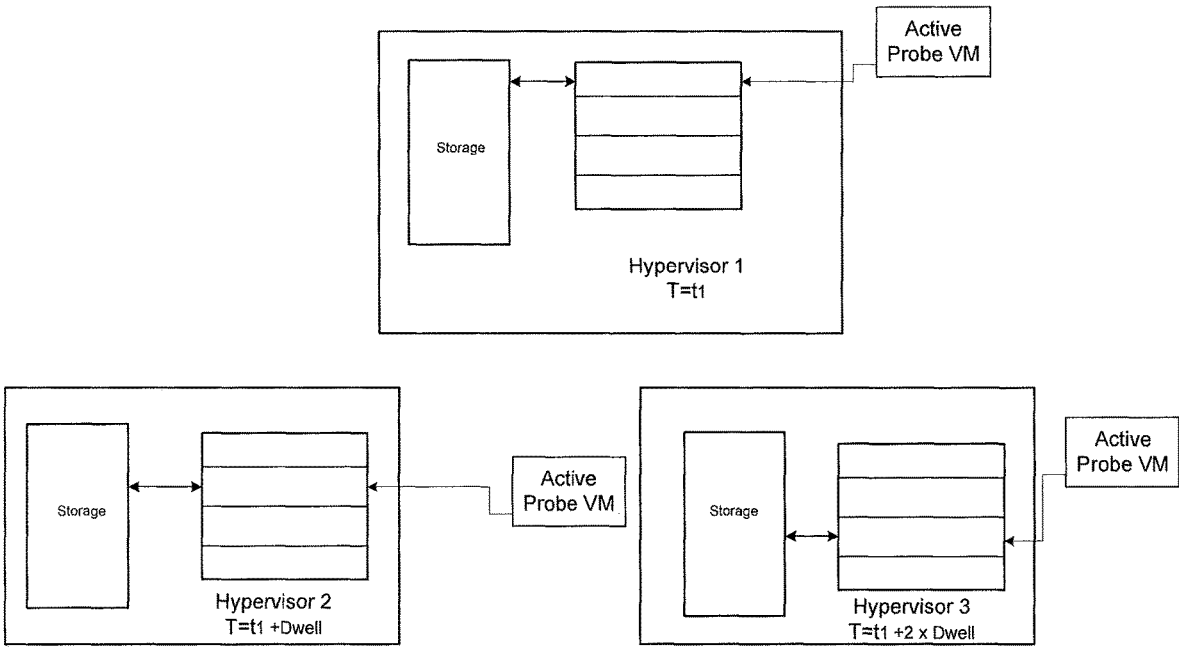 Active
Probe VM
Storage
Hypervisor 1
T=t1
Storage
Hypervisor 2
T=t1 +Dwell
Active
Probe VM
Storage
Hypervisor 3
T=t1 +2 x Dwell
Active
Probe VM